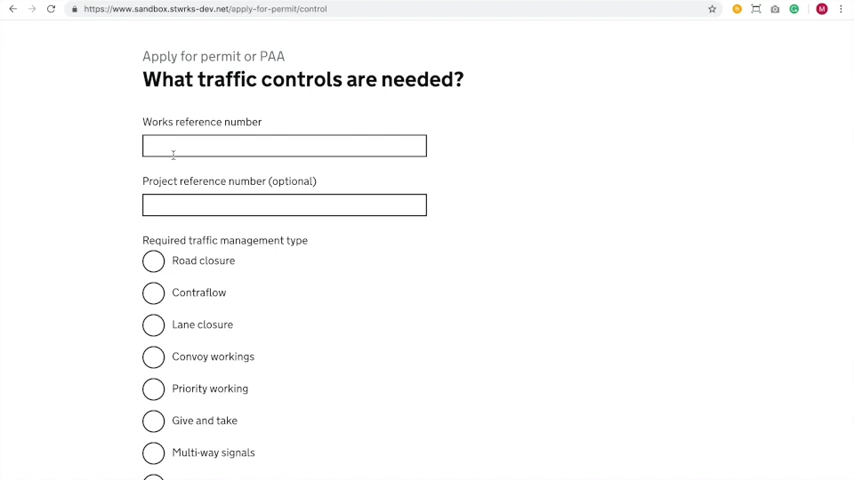 https://www.sandbox.stwrks-dev.net/apply-for-permit/control
M
Apply for permit or PAA
What traffic controls are needed?
Works reference number
Project reference number (optional)
Required traffic management type
Road closure
Contraflow
Lane closure
Convoy workings
Priority working
Give and take
Multi-way signals